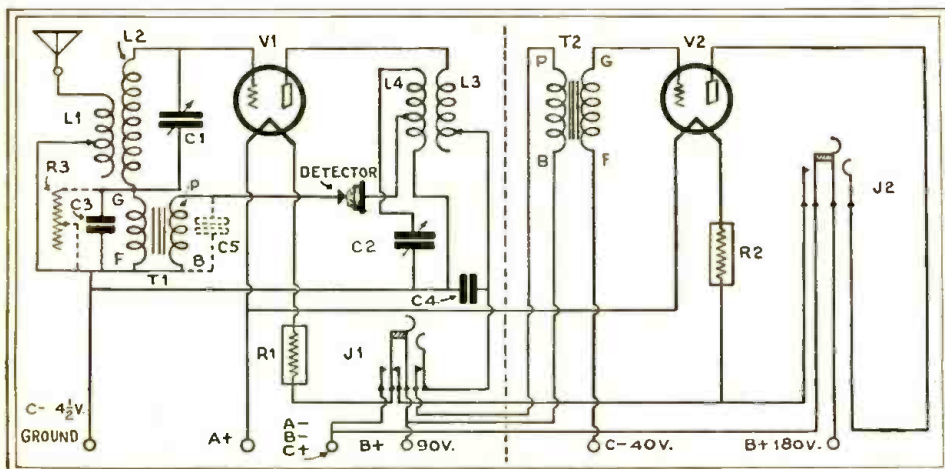 L2
V1
T2
V2
P
G
L4
L3
L1
C1
R3
DETECTOR
B
F
J2
G
P
C3
C5
C2
R2
F
B
T1
C4
R1
J1
C- 4½V.
GROUND
A+
A-
B-
C+
B+
90V.
C-40V.
B+180V.